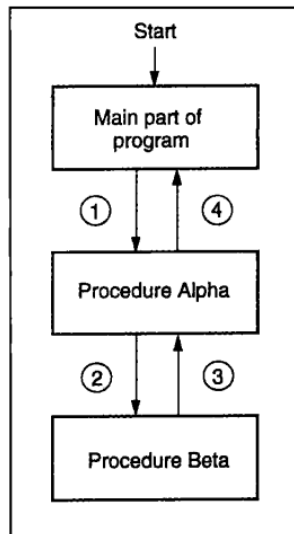 Start
Main part of
program
① ④
Procedure Alpha
② ③
Procedure Beta